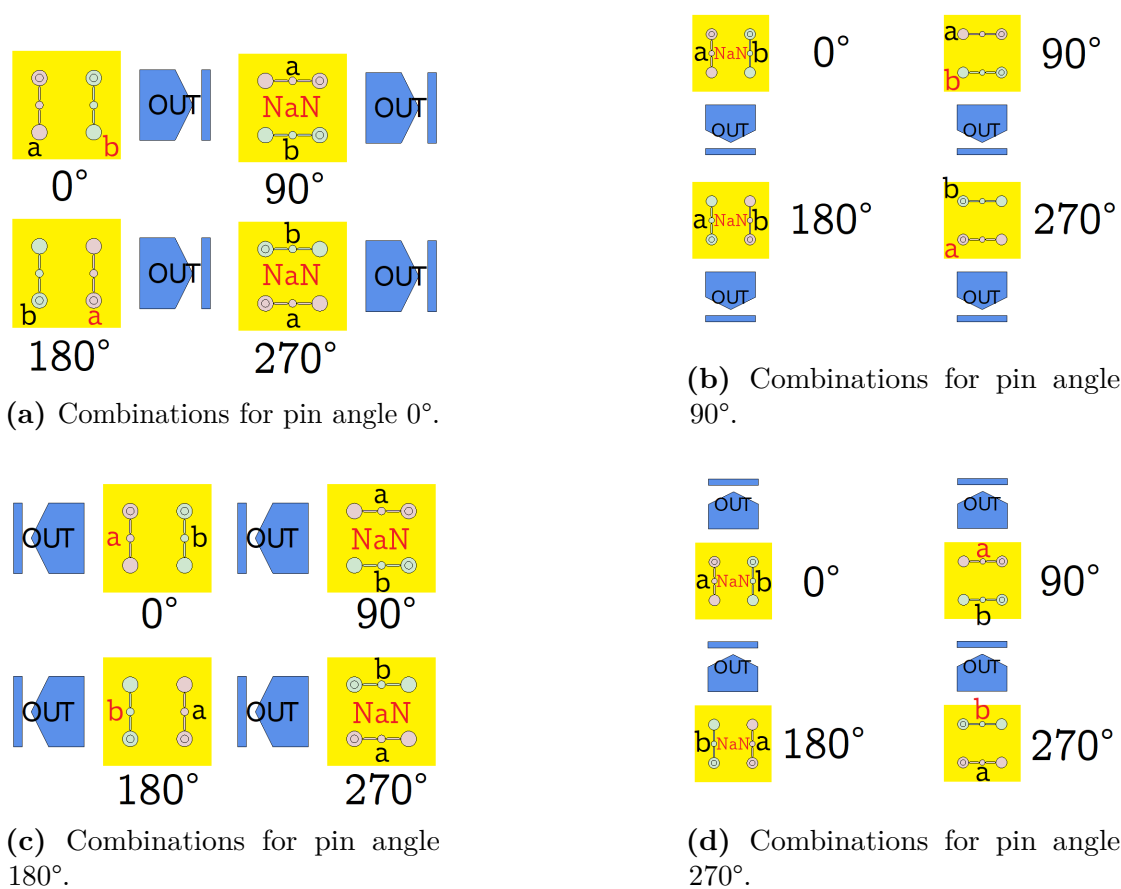 a
OUT
NaN
OUT
a
b
b
0°
90°
b
OUT
NaN
OUT
b
a
a
180°
270°
(a) Combinations for pin angle 0°.
a
NaN
b
0°
a
90°
b
OUT
OUT
a
NaN
b
180°
b
270°
a
OUT
OUT
(b) Combinations for pin angle
90°.
a
OUT
a
b
OUT
NaN
b
0°
90°
b
OUT
b
a
OUT
NaN
a
180°
270°
(c) Combinations for pin angle
180°.
OUT
OUT
a
NaN
b
0°
a
90°
b
OUT
OUT
b
NaN
a
180°
b
270°
a
(d) Combinations for pin angle
270°.